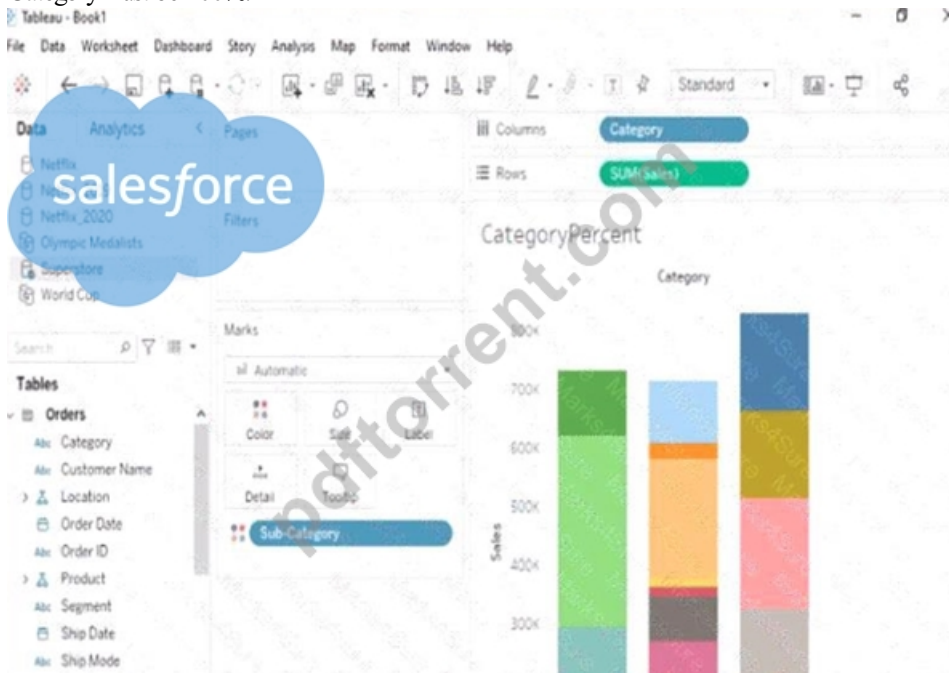 Tableau - Book1
File Data Worksheet Dashboard Story Analysis Map Format Window Help
Standard
Data Analytics
Pages
Columns Category
Netflix
salesforce
Rows SUM(Sales)
Netflix_2020
Filters
Olympic Medalists
CategoryPercent
Superstore
World Cup
Category
Marks
Search
Automatic
Tables
Orders
Color Size Label
Category
Customer Name
Detail Tooltip
Location
Order Date
Sub-Category
Order ID
Product
Segment
Ship Date
Ship Mode
800K
700K
600K
500K
400K
300K
Sales
pdftorrent.com